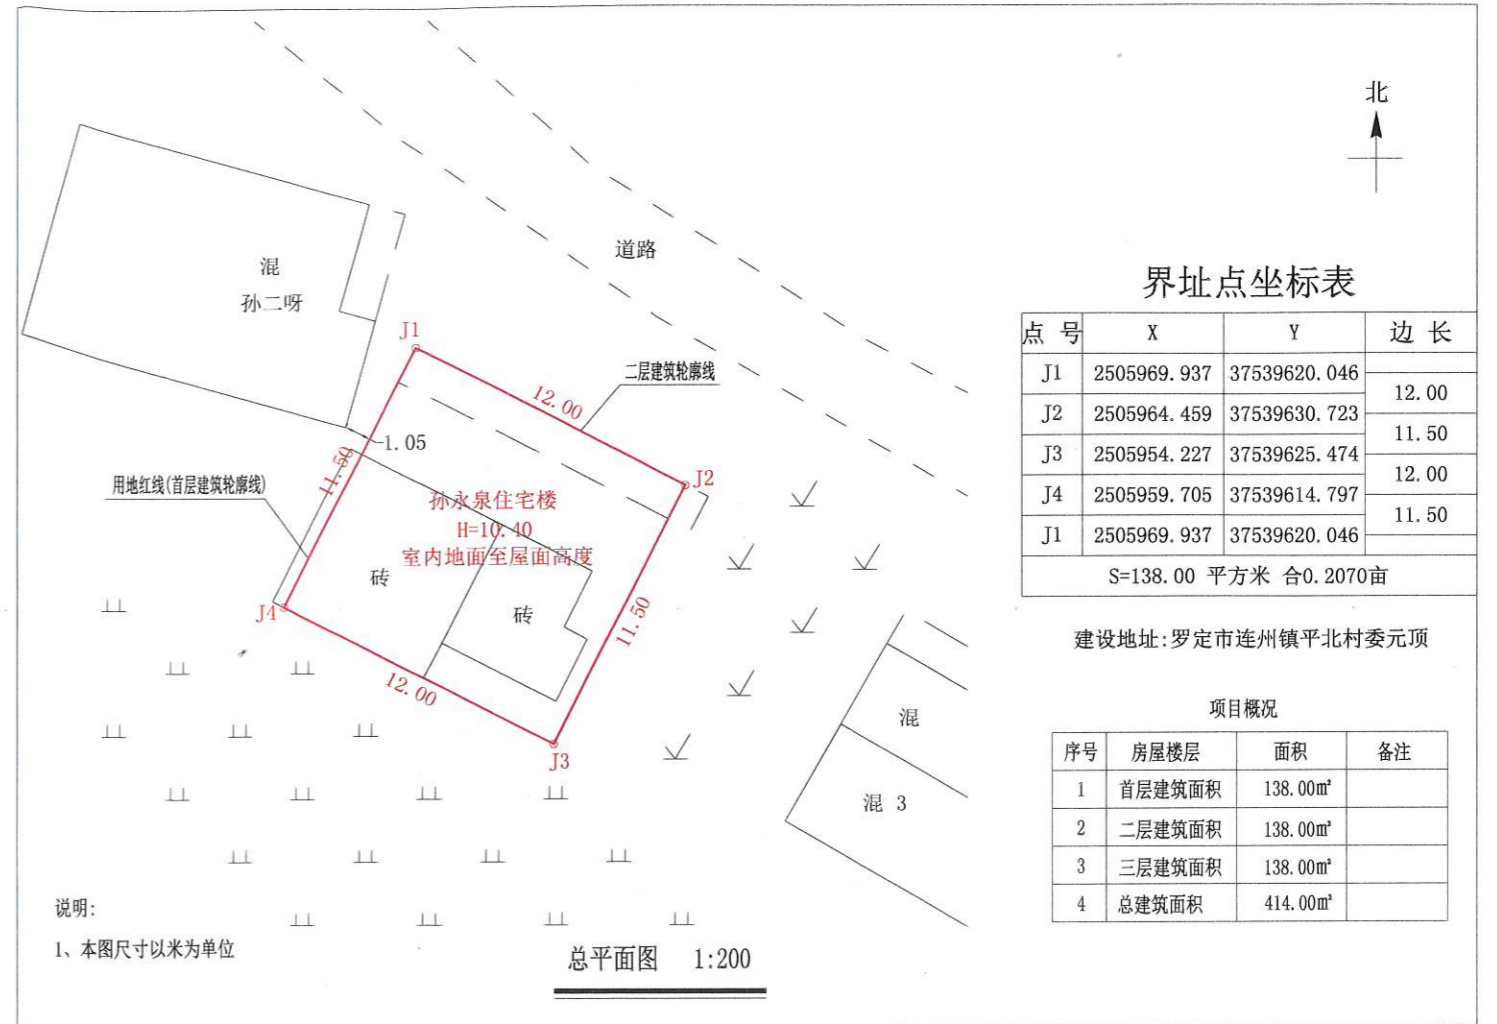 北
道路
混
孙二呀
J1
12.00
二层建筑轮廓线
1.05
11.50
用地红线(首层建筑轮廓线)
J2
孙永泉住宅楼
H=10.40
室内地面至屋面高度
砖
砖
J4
11.50
12.00
J3
混
混 3
界址点坐标表
点 号 X Y 边 长
J1 2505969.937 37539620.046
12.00
J2 2505964.459 37539630.723
11.50
J3 2505954.227 37539625.474
12.00
J4 2505959.705 37539614.797
11.50
J1 2505969.937 37539620.046
S=138.00 平方米 合0.2070亩
建设地址:罗定市连州镇平北村委元顶
项目概况
序号 房屋楼层 面积 备注
1 首层建筑面积 138.00㎡
2 二层建筑面积 138.00㎡
3 三层建筑面积 138.00㎡
4 总建筑面积 414.00㎡
说明:
1、本图尺寸以米为单位
总平面图 1:200